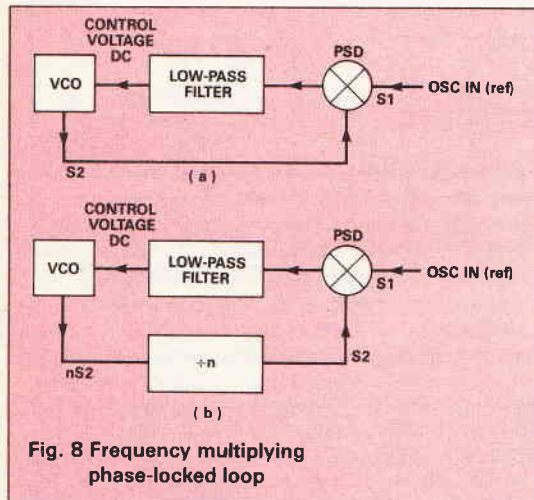 CONTROL
VOLTAGE
DC
PSD
VCO
LOW-PASS
FILTER
OSC IN (ref)
S1
S2
( a )
CONTROL
VOLTAGE
DC
PSD
VCO
LOW-PASS
FILTER
OSC IN (ref)
S1
nS2
÷n
S2
( b )
Fig. 8 Frequency multiplying
phase-locked loop